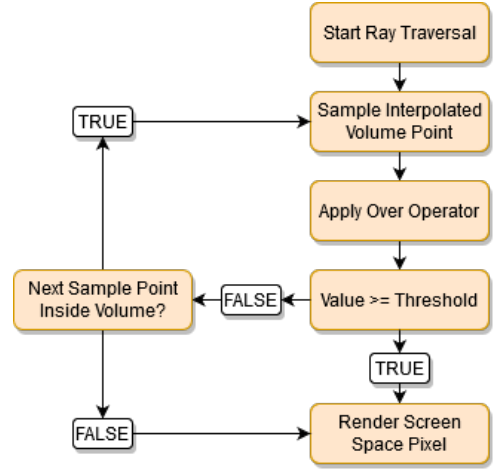 Start Ray Traversal
TRUE
Sample Interpolated
Volume Point
Apply Over Operator
Next Sample Point
Inside Volume?
FALSE
Value >= Threshold
TRUE
FALSE
Render Screen
Space Pixel